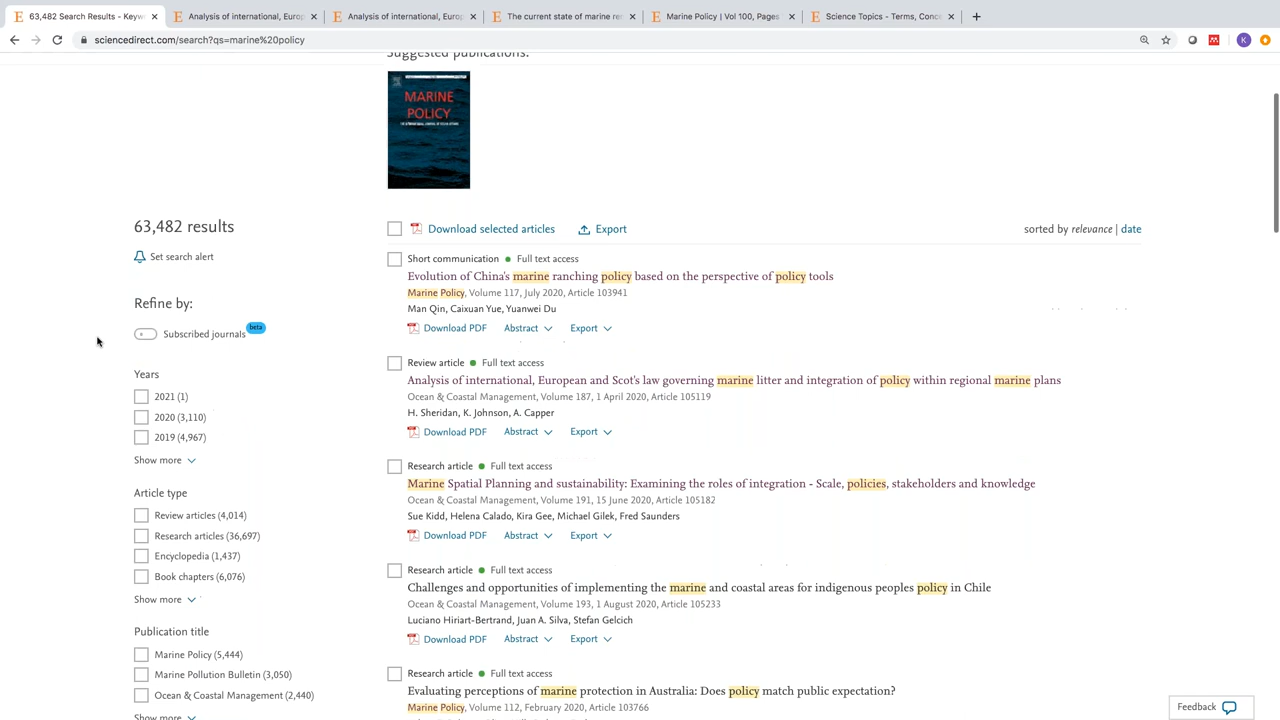 63,482 Search Results - Keyw
Analysis of international, Europ
Analysis of international, Europ
The current state of marine re
Marine Policy | Vol 100, Pages
Science Topics - Terms, Conc
sciencedirect.com/search?qs=marine%20policy
K
Suggested publications:
MARINE
POLICY
63,482 results
Download selected articles
Export
sorted by relevance | date
Set search alert
Short communication
Full text access
Evolution of China's marine ranching policy based on the perspective of policy tools
Marine Policy, Volume 117, July 2020, Article 103941
Man Qin, Caixuan Yue, Yuanwei Du
Download PDF
Abstract
Export
Refine by:
Subscribed journals beta
Review article
Full text access
Analysis of international, European and Scot's law governing marine litter and integration of policy within regional marine plans
Ocean & Coastal Management, Volume 187, 1 April 2020, Article 105119
H. Sheridan, K. Johnson, A. Capper
Download PDF
Abstract
Export
Years
2021 (1)
2020 (3,110)
2019 (4,967)
Show more
Research article
Full text access
Marine Spatial Planning and sustainability: Examining the roles of integration - Scale, policies, stakeholders and knowledge
Ocean & Coastal Management, Volume 191, 15 June 2020, Article 105182
Sue Kidd, Helena Calado, Kira Gee, Michael Gilek, Fred Saunders
Download PDF
Abstract
Export
Article type
Review articles (4,014)
Research articles (36,697)
Encyclopedia (1,437)
Book chapters (6,076)
Show more
Research article
Full text access
Challenges and opportunities of implementing the marine and coastal areas for indigenous peoples policy in Chile
Ocean & Coastal Management, Volume 193, 1 August 2020, Article 105233
Luciano Hiriart-Bertrand, Juan A. Silva, Stefan Gelcich
Download PDF
Abstract
Export
Publication title
Marine Policy (5,444)
Marine Pollution Bulletin (3,050)
Ocean & Coastal Management (2,440)
Show more
Research article
Full text access
Evaluating perceptions of marine protection in Australia: Does policy match public expectation?
Marine Policy, Volume 112, February 2020, Article 103766
Feedback